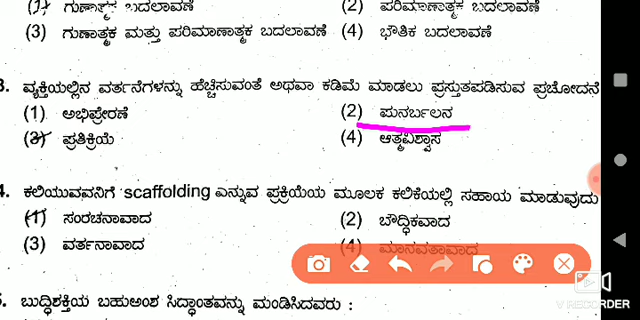 (1) ಗುಣಾತ್ಮಕ ಬದಲಾವಣೆ (2) ಪರಿಮಾಣಾತ್ಮಕ ಬದಲಾವಣೆ
(3) ಗುಣಾತ್ಮಕ ಮತ್ತು ಪರಿಮಾಣಾತ್ಮಕ ಬದಲಾವಣೆ (4) ಭೌತಿಕ ಬದಲಾವಣೆ
3. ವ್ಯಕ್ತಿಯಲ್ಲಿನ ವರ್ತನೆಗಳನ್ನು ಹೆಚ್ಚಿಸುವಂತೆ ಅಥವಾ ಕಡಿಮೆ ಮಾಡಲು ಪ್ರಸ್ತುತಪಡಿಸುವ ಪ್ರಚೋದನೆ
(1) ಅಭಿಪ್ರೇರಣೆ (2) ಪುನರ್ಬಲನ
(3) ಪ್ರತಿಕ್ರಿಯೆ (4) ಆತ್ಮವಿಶ್ವಾಸ
4. ಕಲಿಯುವವನಿಗೆ scaffolding ಎನ್ನುವ ಪ್ರಕ್ರಿಯೆಯ ಮೂಲಕ ಕಲಿಕೆಯಲ್ಲಿ ಸಹಾಯ ಮಾಡುವುದು
(1) ಸಂರಚನಾವಾದ (2) ಬೌದ್ಧಿಕವಾದ
(3) ವರ್ತನಾವಾದ (4) ಮಾನವತಾವಾದ
5. ಬುದ್ಧಿಶಕ್ತಿಯ ಬಹುಅಂಶ ಸಿದ್ಧಾಂತವನ್ನು ಮಂಡಿಸಿದವರು :
V RECORDER